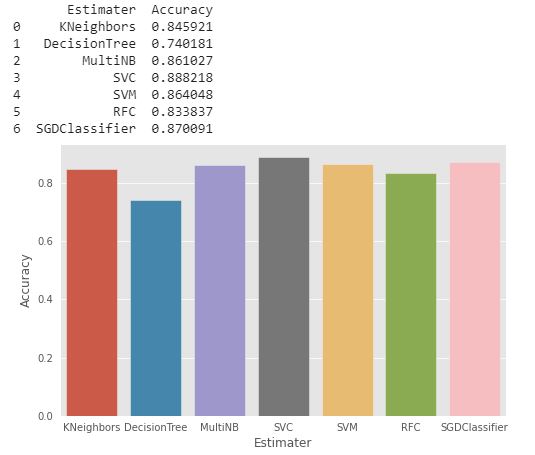 Estimater Accuracy
0 KNeighbors 0.845921
1 DecisionTree 0.740181
2 MultiNB 0.861027
3 SVC 0.888218
4 SVM 0.864048
5 RFC 0.833837
6 SGDClassifier 0.870091
0.8
0.6
0.4
0.2
0.0
Accuracy
KNeighbors DecisionTree MultiNB SVC SVM RFC SGDClassifier
Estimater